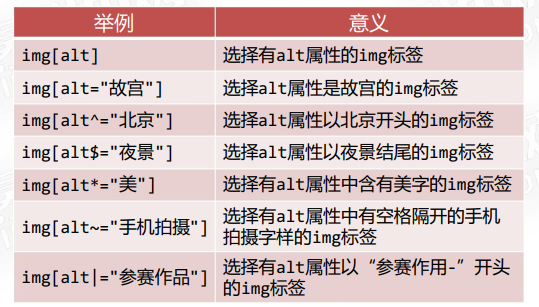 举例 意义
img[alt] 选择有alt属性的img标签
img[alt="故宫"] 选择alt属性是故宫的img标签
img[alt^="北京"] 选择alt属性以北京开头的img标签
img[alt$="夜景"] 选择alt属性以夜景结尾的img标签
img[alt*="美"] 选择有alt属性中含有美字的img标签
img[alt~="手机拍摄"] 选择有alt属性中有空格隔开的手机
拍摄字样的img标签
img[alt|="参赛作品"] 选择有alt属性以“参赛作用-”开头
的img标签